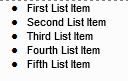 • First List Item
• Second List Item
• Third List Item
• Fourth List Item
• Fifth List Item